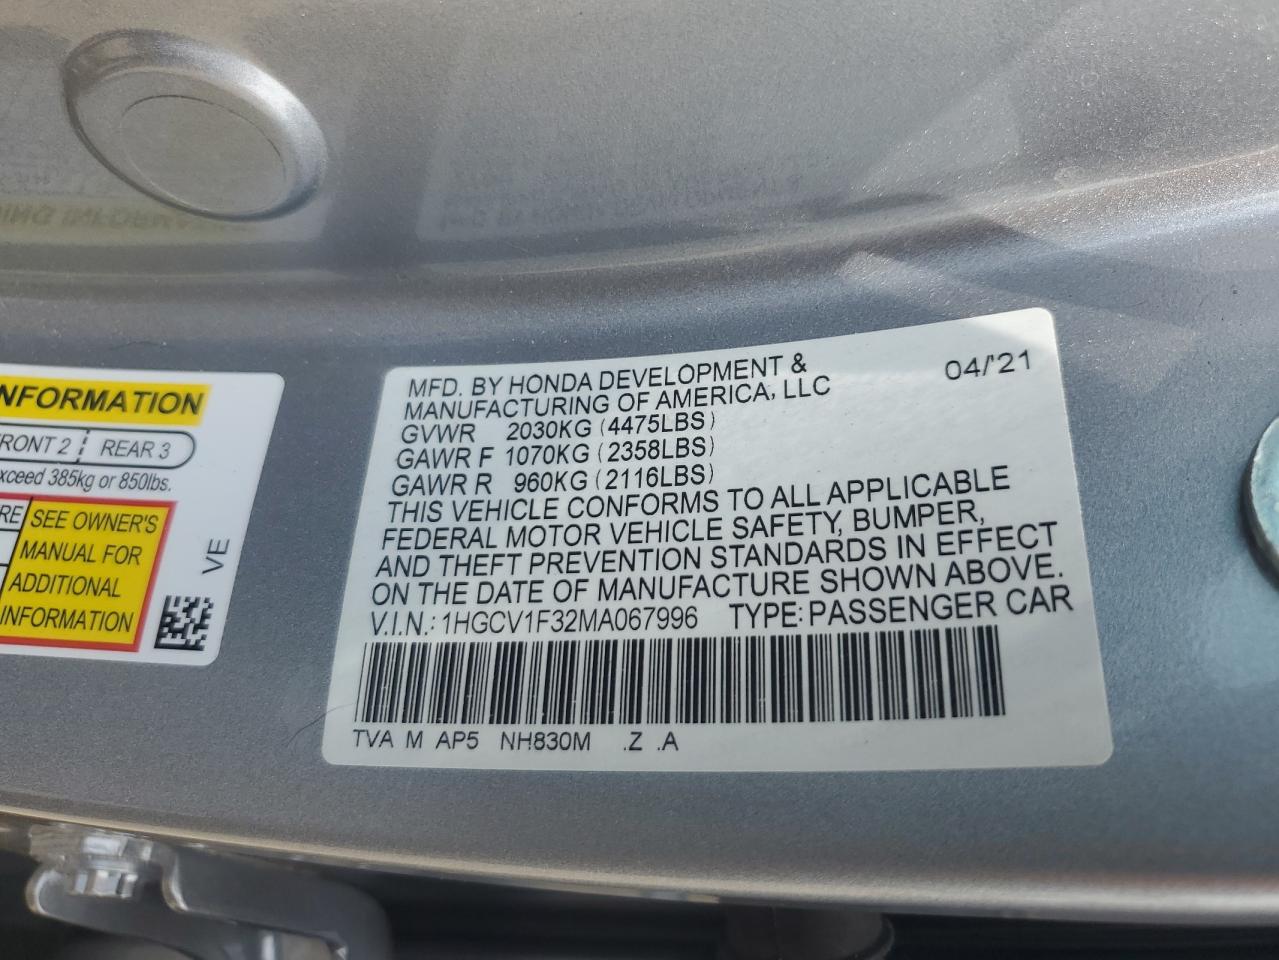 NFORMATION
RONT 2 REAR 3
xceed 385kg or 850lbs.
RE
SEE OWNER'S
MANUAL FOR
ADDITIONAL
INFORMATION
VE
MFD. BY HONDA DEVELOPMENT & 04/'21
MANUFACTURING OF AMERICA, LLC
GVWR 2030KG (4475LBS)
GAWR F 1070KG (2358LBS)
GAWR R 960KG (2116LBS)
THIS VEHICLE CONFORMS TO ALL APPLICABLE
FEDERAL MOTOR VEHICLE SAFETY, BUMPER,
AND THEFT PREVENTION STANDARDS IN EFFECT
ON THE DATE OF MANUFACTURE SHOWN ABOVE.
V.I.N.: 1HGCV1F32MA067996 TYPE: PASSENGER CAR
TVA M AP5 NH830M .Z .A